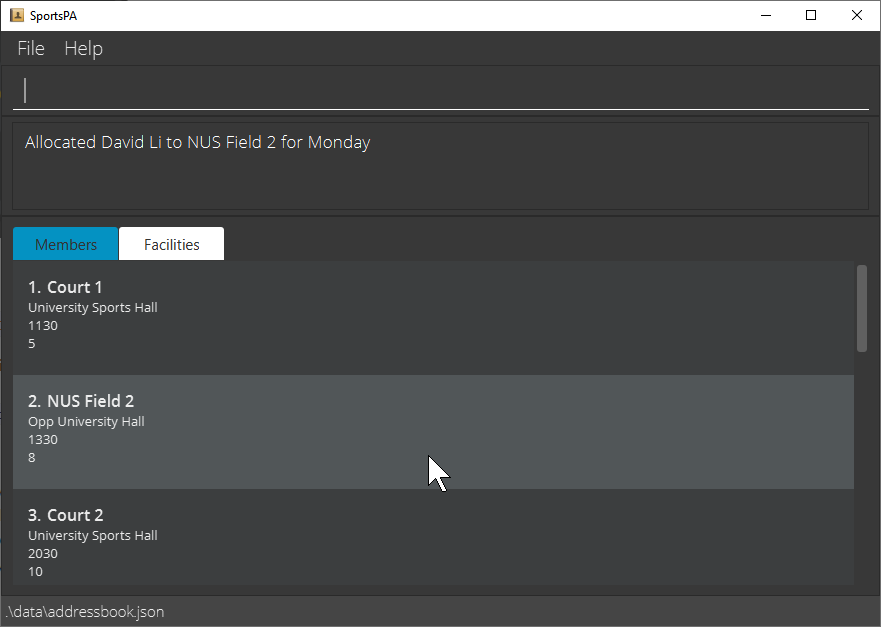 SportsPA
File Help
Allocated David Li to NUS Field 2 for Monday
Members Facilities
1. Court 1
University Sports Hall
1130
5
2. NUS Field 2
Opp University Hall
1330
8
3. Court 2
University Sports Hall
2030
10
.\data\addressbook.json